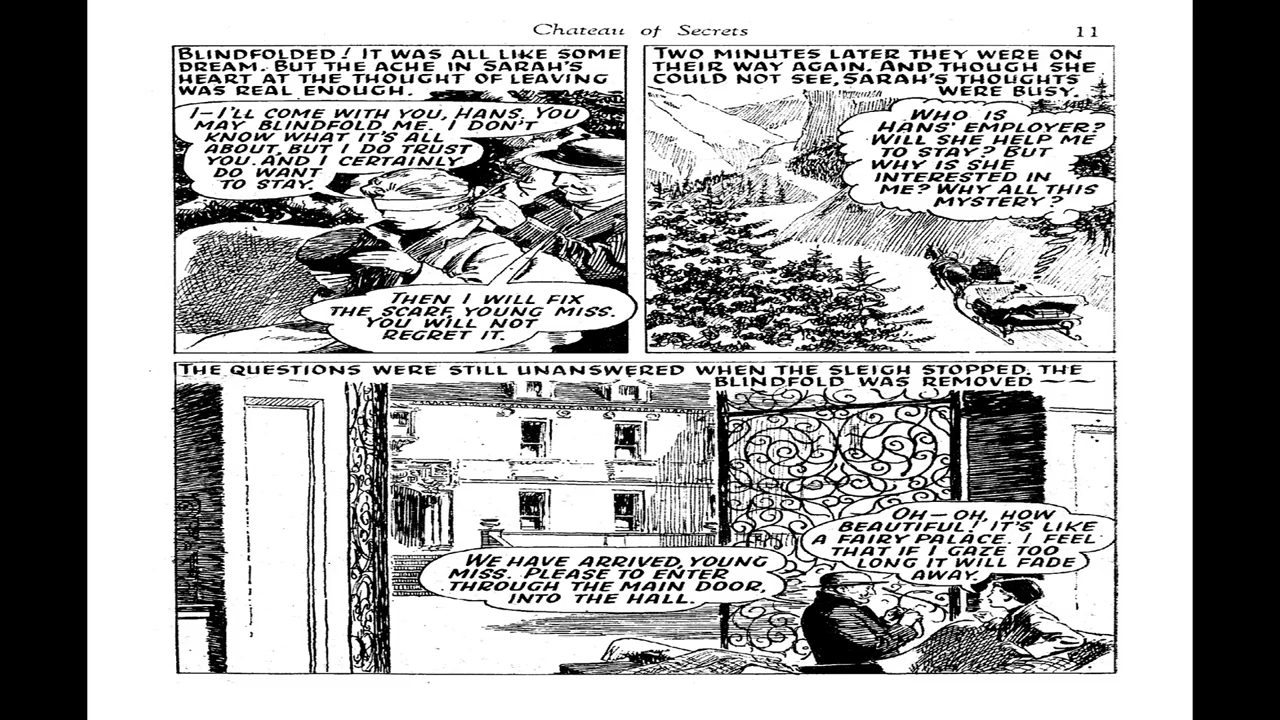 Chateau of Secrets
11
BLINDFOLDED! IT WAS ALL LIKE SOME
DREAM. BUT THE ACHE IN SARAH'S
HEART AT THE THOUGHT OF LEAVING
WAS REAL ENOUGH.
I-I'LL COME WITH YOU, HANS. YOU
MAY BLINDFOLD ME. I DON'T
KNOW WHAT IT'S ALL
ABOUT, BUT I DO TRUST
YOU. AND I CERTAINLY
DO WANT
TO STAY.
THEN I WILL FIX
THE SCARF, YOUNG MISS.
YOU WILL NOT
REGRET IT.
TWO MINUTES LATER THEY WERE ON
THEIR WAY AGAIN. AND THOUGH SHE
COULD NOT SEE, SARAH'S THOUGHTS
WERE BUSY.
WHO IS
HANS' EMPLOYER?
WILL SHE HELP ME
TO STAY? BUT
WHY IS SHE
INTERESTED IN
ME? WHY ALL THIS
MYSTERY?
THE QUESTIONS WERE STILL UNANSWERED WHEN THE SLEIGH STOPPED. THE
BLINDFOLD WAS REMOVED ~~
WE HAVE ARRIVED, YOUNG
MISS. PLEASE TO ENTER
THROUGH THE MAIN DOOR,
INTO THE HALL.
OH-OH, HOW
BEAUTIFUL! IT'S LIKE
A FAIRY PALACE. I FEEL
THAT IF I GAZE TOO
LONG IT WILL FADE
AWAY.